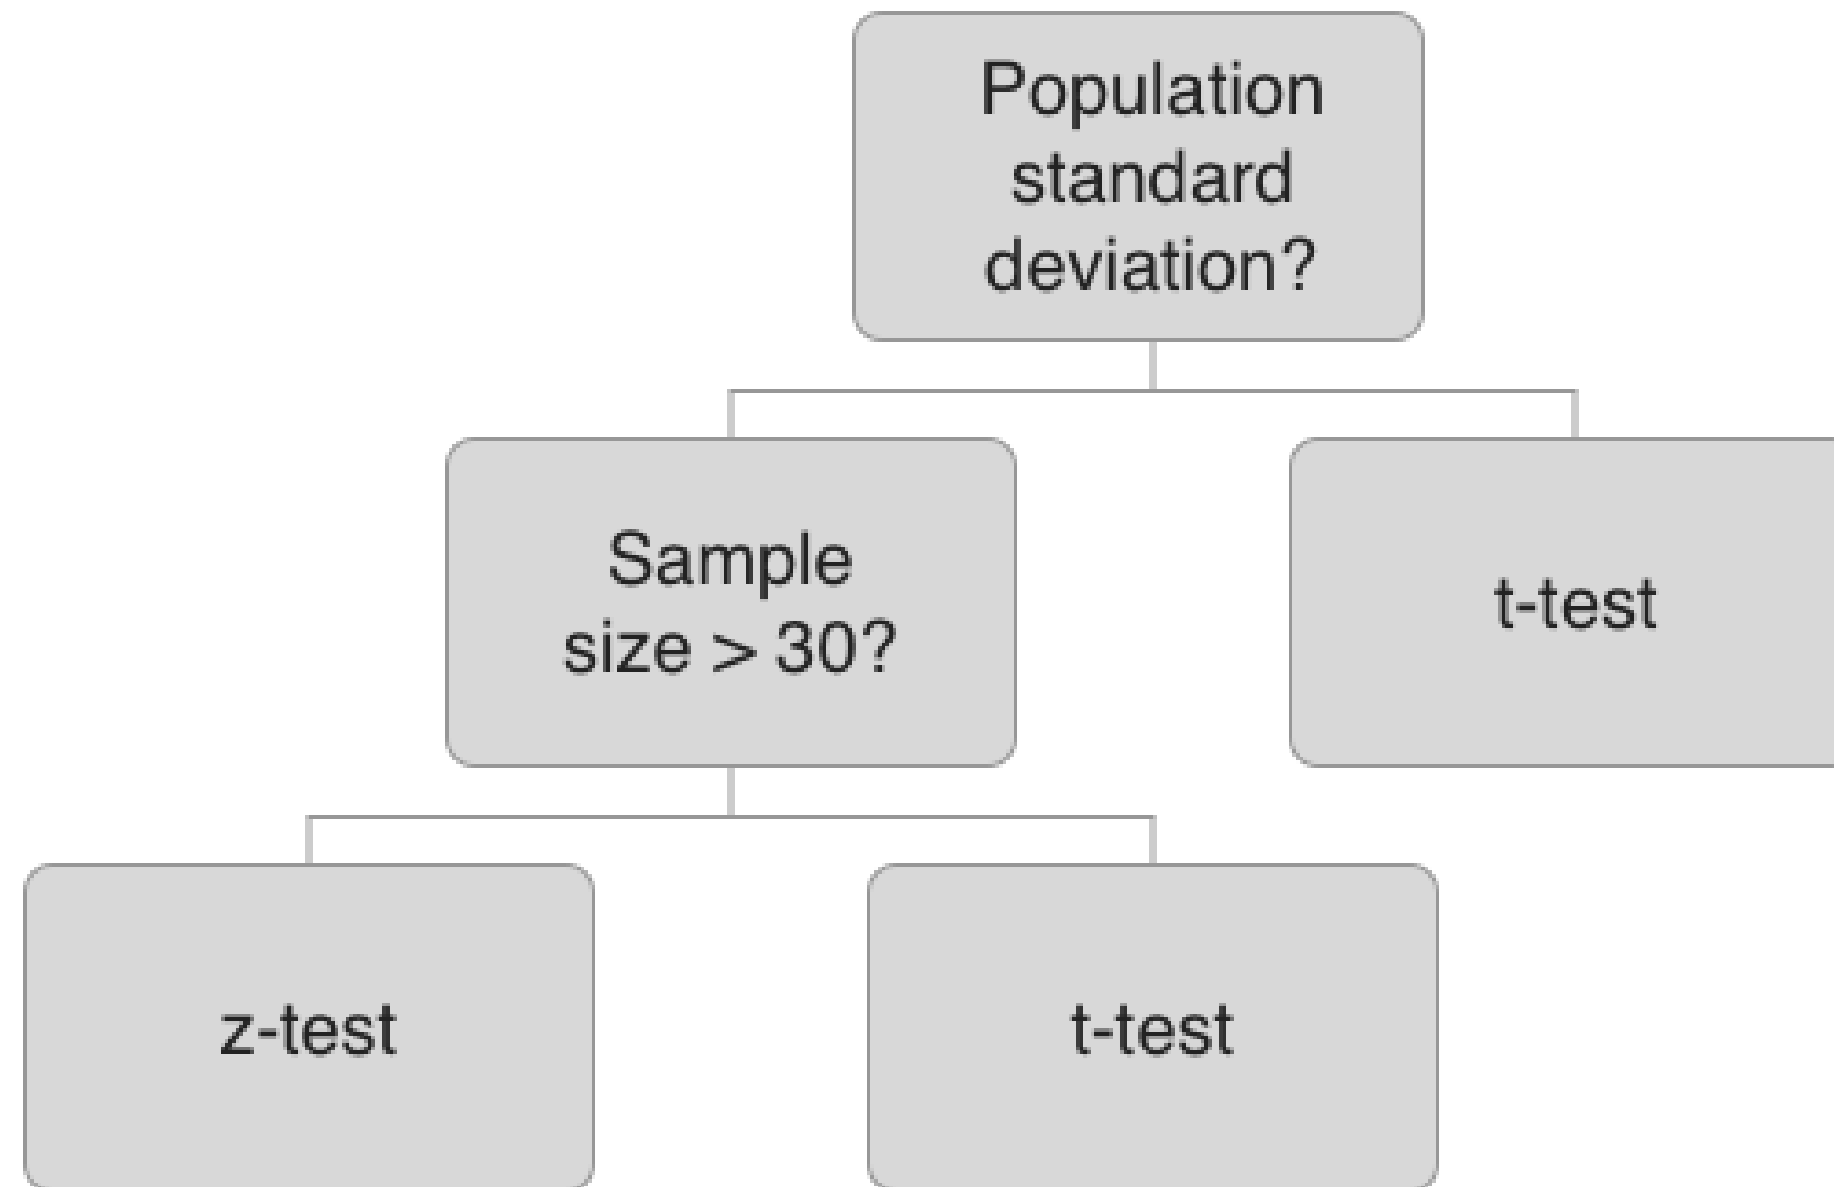 Population
standard
deviation?
Sample
size > 30?
t-test
z-test
t-test